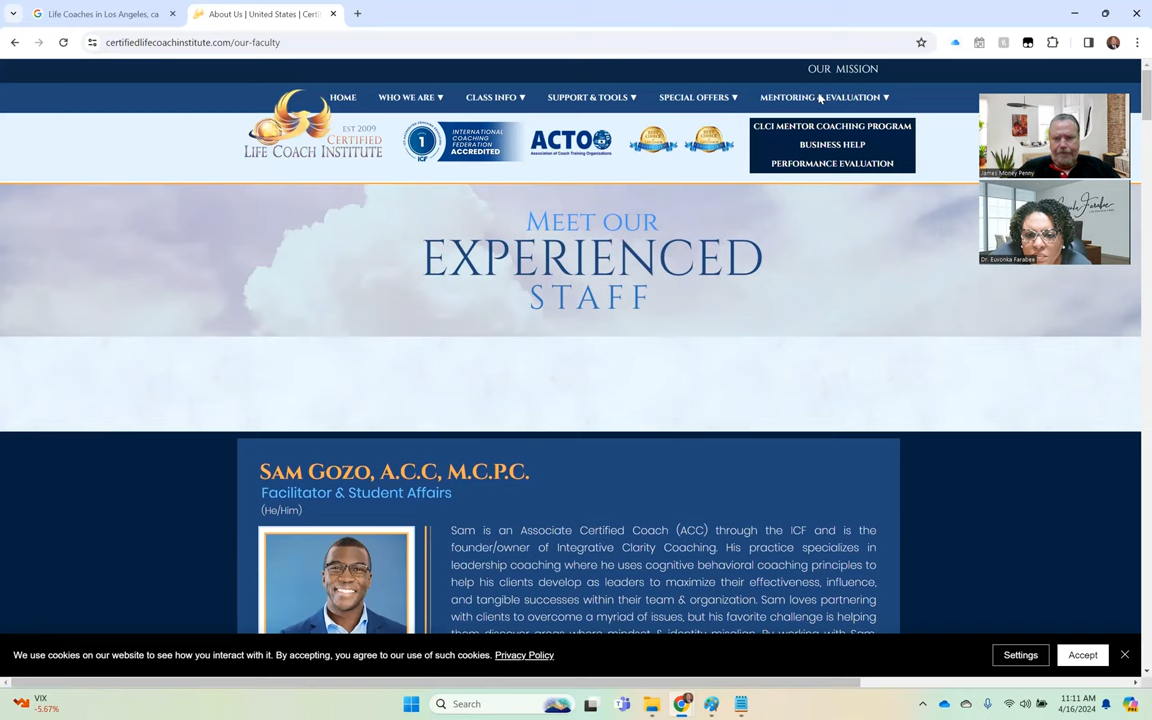 Life Coaches in Los Angeles, ca
About Us | United States | Certi
certifiedlifecoachinstitute.com/our-faculty
OUR MISSION
HOME WHO WE ARE ▼ CLASS INFO ▼ SUPPORT & TOOLS ▼ SPECIAL OFFERS ▼ MENTORING & EVALUATION ▼
EST 2009
CERTIFIED
LIFE COACH INSTITUTE
1
ICF
INTERNATIONAL
COACHING
FEDERATION
ACCREDITED
ACTO
Association of Coach Training Organizations
CLCI MENTOR COACHING PROGRAM
BUSINESS HELP
PERFORMANCE EVALUATION
James Money Penny
Dr. Euvonka Farabee
MEET OUR
EXPERIENCED
STAFF
SAM GOZO, A.C.C, M.C.P.C.
Facilitator & Student Affairs
(He/Him)
Sam is an Associate Certified Coach (ACC) through the ICF and is the
founder/owner of Integrative Clarity Coaching. His practice specializes in
leadership coaching where he uses cognitive behavioral coaching principles to
help his clients develop as leaders to maximize their effectiveness, influence,
and tangible successes within their team & organization. Sam loves partnering
with clients to overcome a myriad of issues, but his favorite challenge is helping
We use cookies on our website to see how you interact with it. By accepting, you agree to our use of such cookies. Privacy Policy
Settings
Accept
VIX
-5.67%
Search
11:11 AM
4/16/2024